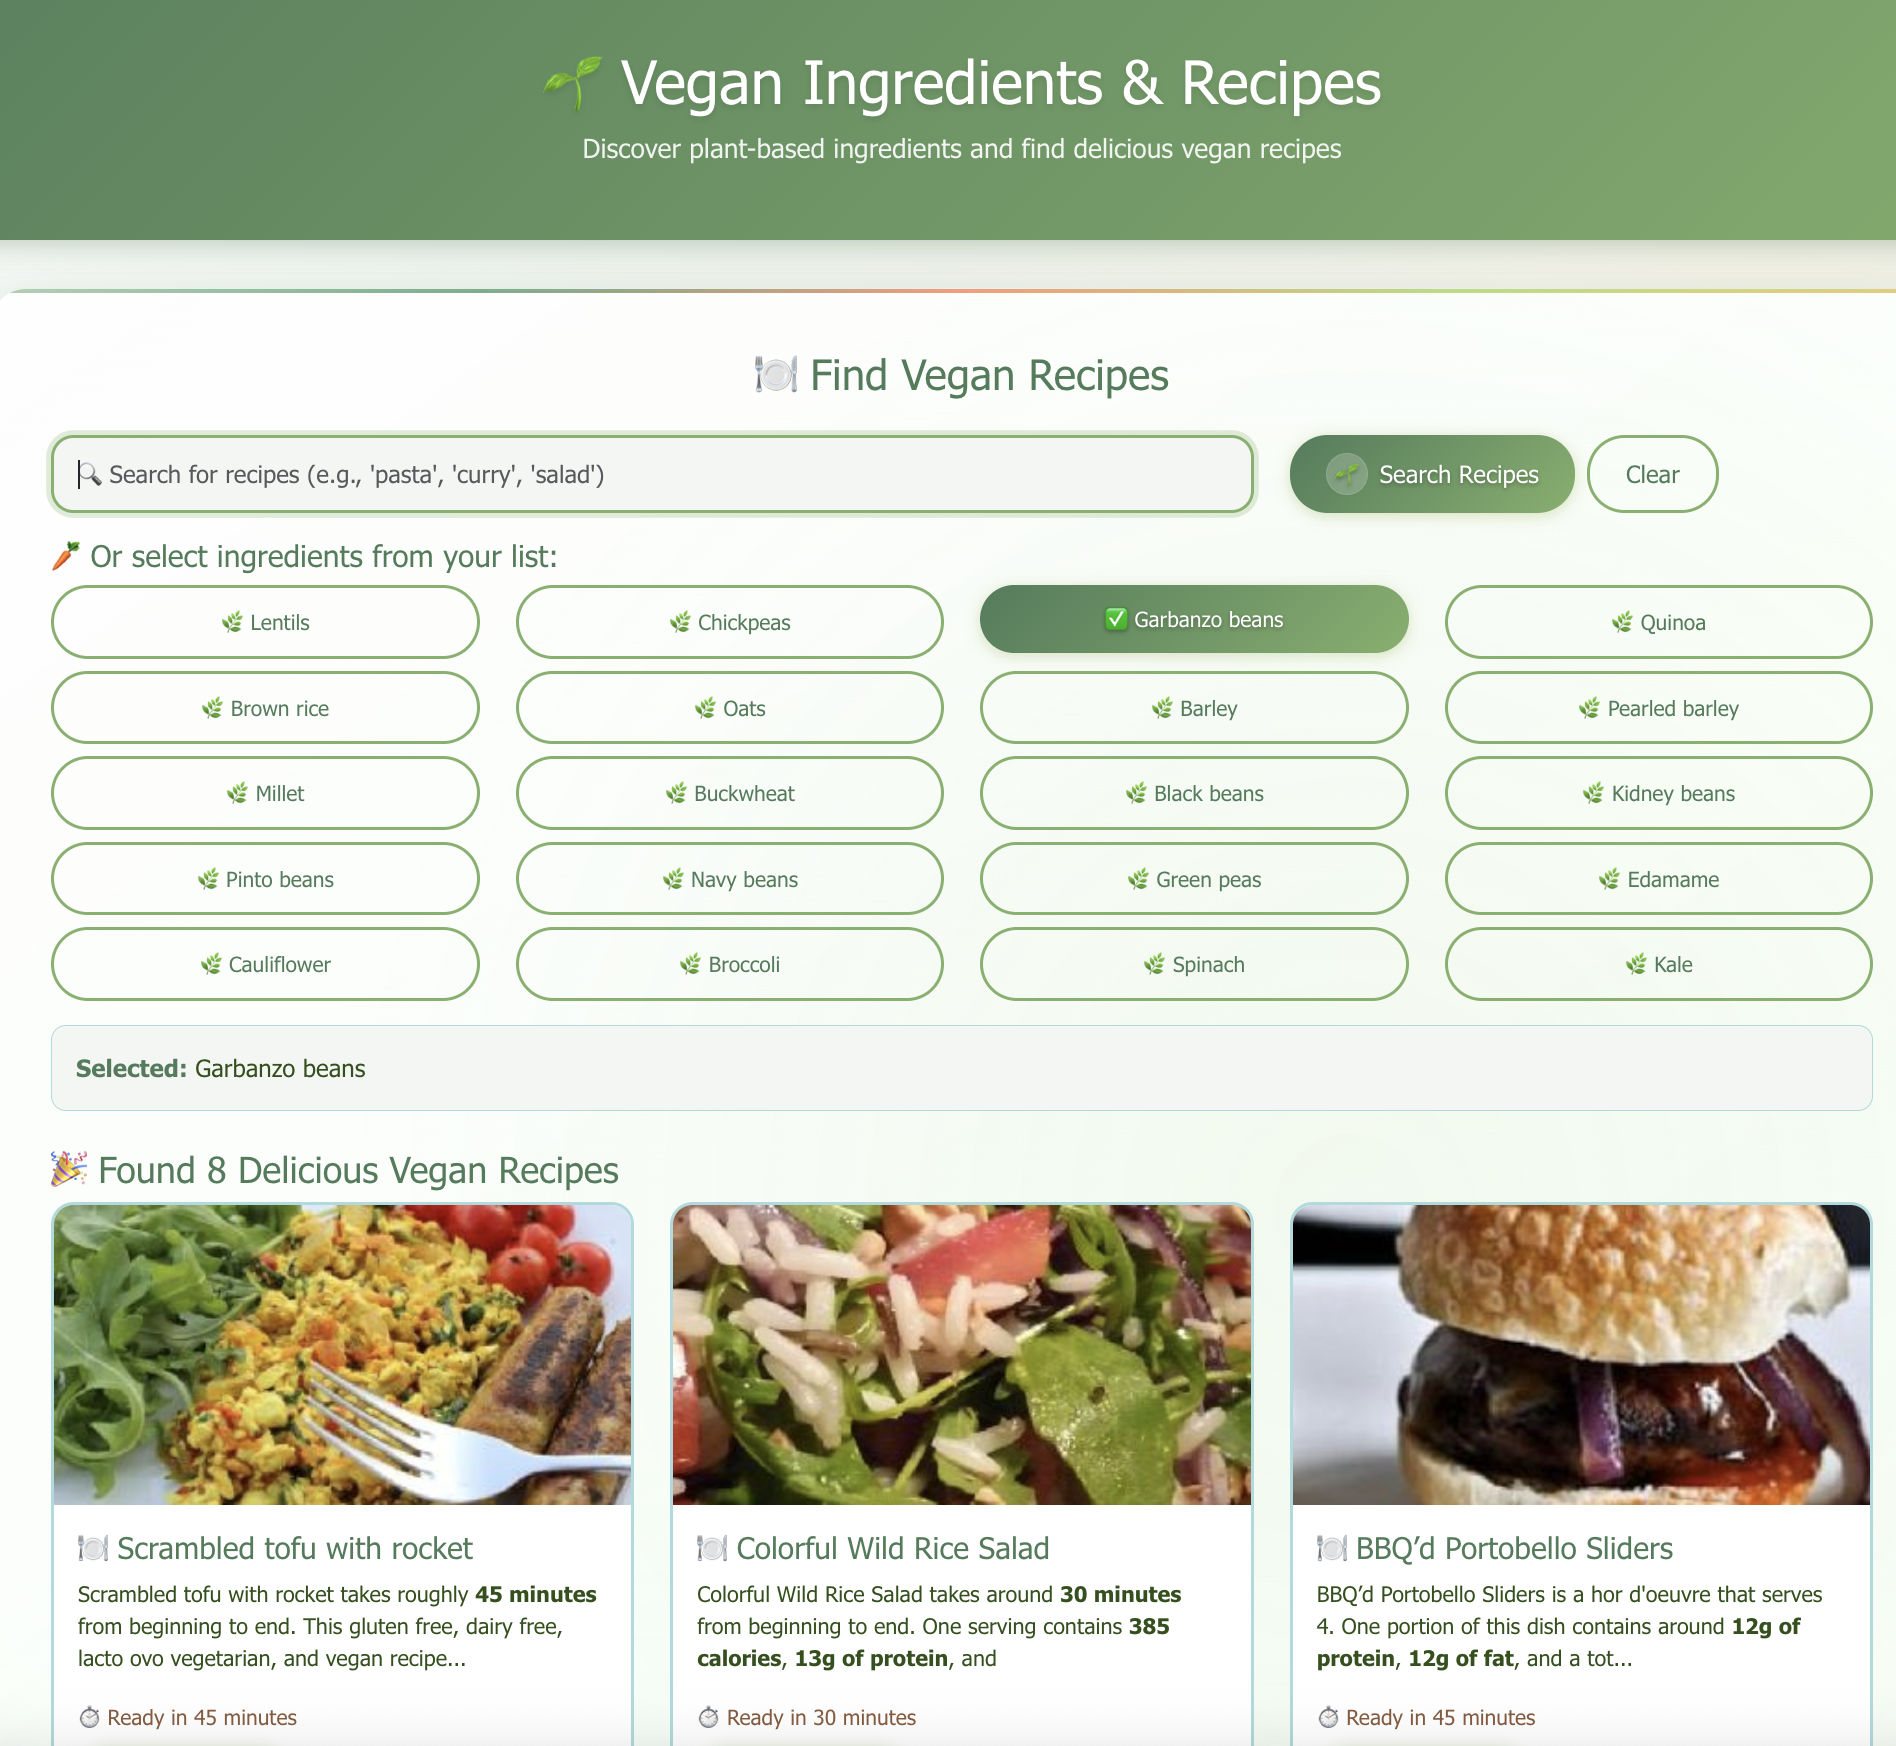 Vegan Ingredients & Recipes
Discover plant-based ingredients and find delicious vegan recipes
Find Vegan Recipes
Search for recipes (e.g., 'pasta', 'curry', 'salad')
Search Recipes
Clear
Or select ingredients from your list:
Lentils
Chickpeas
Garbanzo beans
Quinoa
Brown rice
Oats
Barley
Pearled barley
Millet
Buckwheat
Black beans
Kidney beans
Pinto beans
Navy beans
Green peas
Edamame
Cauliflower
Broccoli
Spinach
Kale
Selected: Garbanzo beans
Found 8 Delicious Vegan Recipes
Scrambled tofu with rocket
Scrambled tofu with rocket takes roughly 45 minutes
from beginning to end. This gluten free, dairy free,
lacto ovo vegetarian, and vegan recipe...
Ready in 45 minutes
Colorful Wild Rice Salad
Colorful Wild Rice Salad takes around 30 minutes
from beginning to end. One serving contains 385
calories, 13g of protein, and
Ready in 30 minutes
BBQ’d Portobello Sliders
BBQ’d Portobello Sliders is a hor d'oeuvre that serves
4. One portion of this dish contains around 12g of
protein, 12g of fat, and a tot...
Ready in 45 minutes